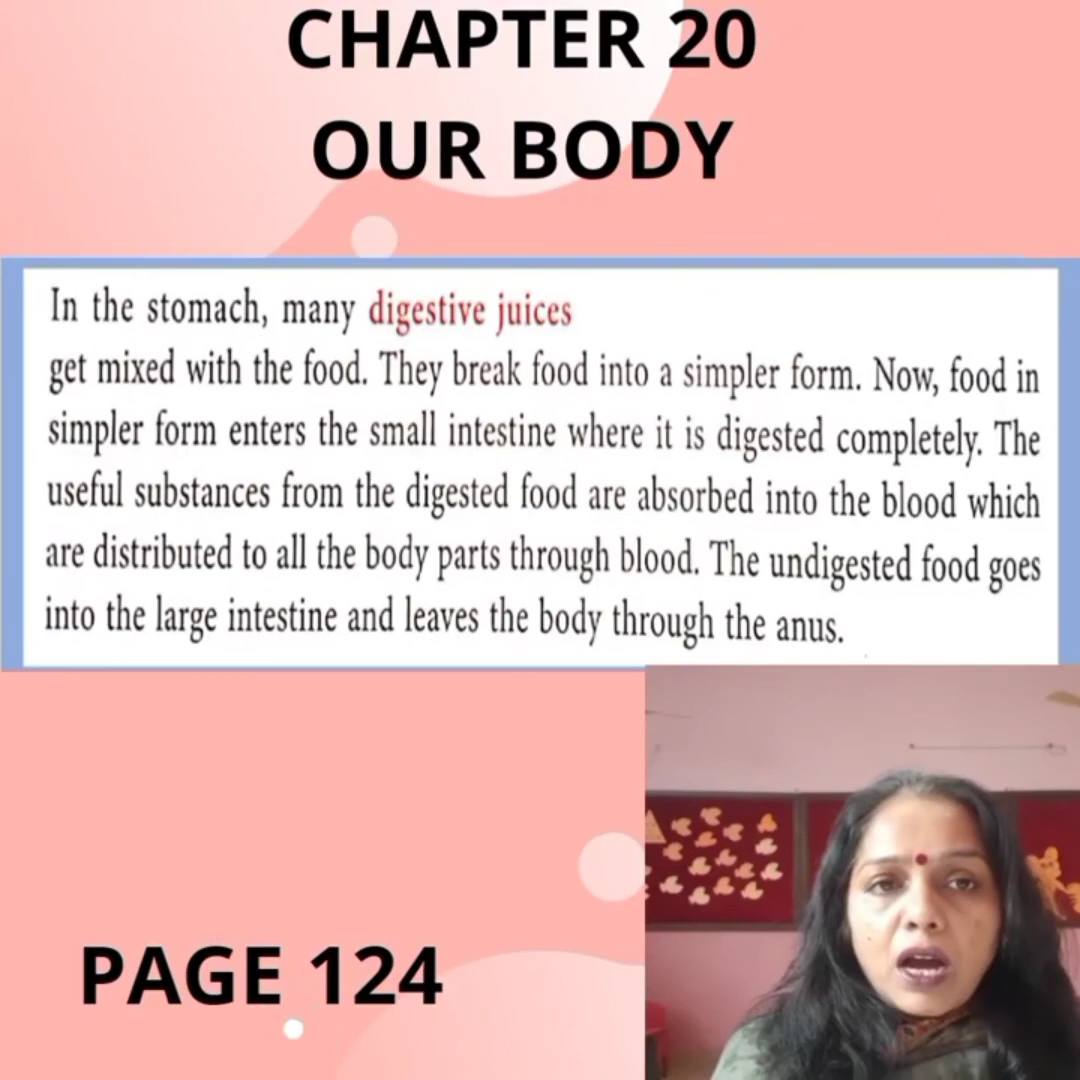 CHAPTER 20
OUR BODY
In the stomach, many digestive juices
get mixed with the food. They break food into a simpler form. Now, food in
simpler form enters the small intestine where it is digested completely. The
useful substances from the digested food are absorbed into the blood which
are distributed to all the body parts through blood. The undigested food goes
into the large intestine and leaves the body through the anus.
PAGE 124